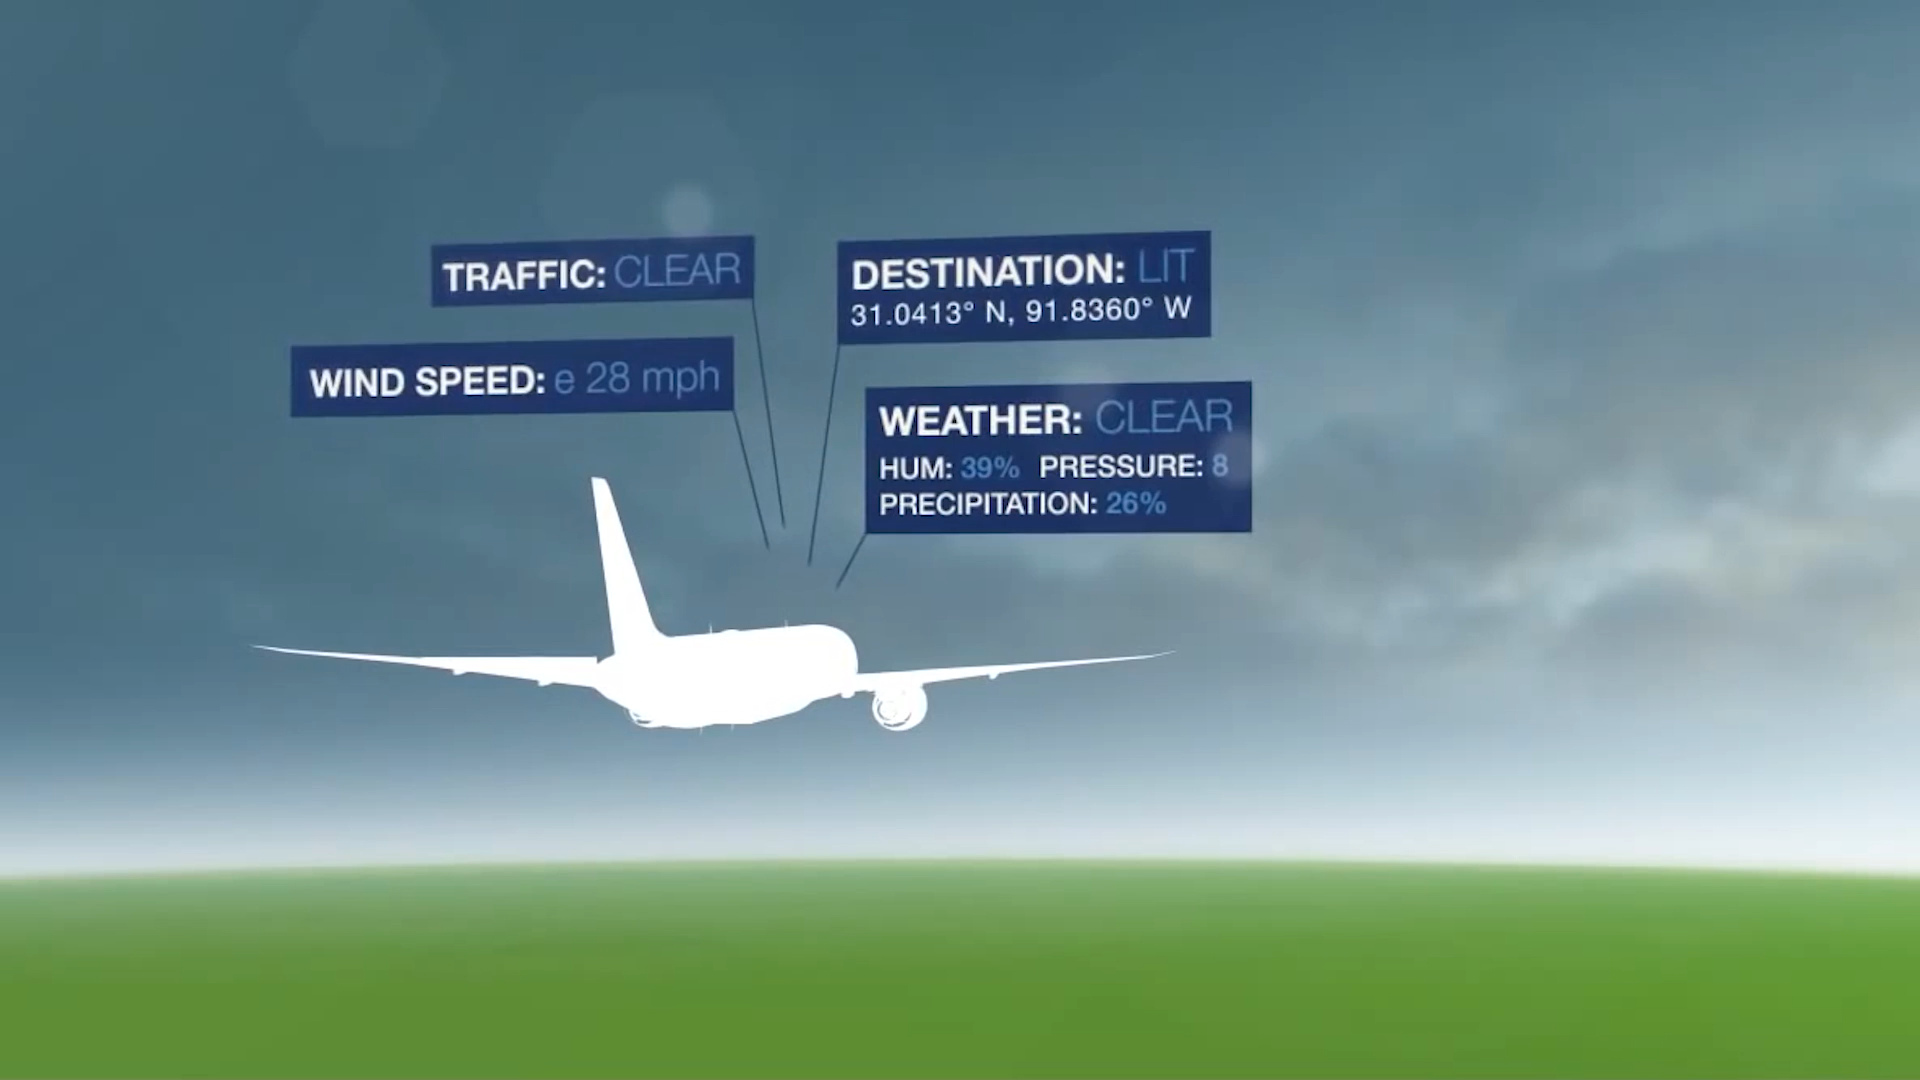 TRAFFIC: CLEAR
DESTINATION: LIT
31.0413° N, 91.8360° W
WIND SPEED: e 28 mph
WEATHER: CLEAR
HUM: 39% PRESSURE: 8
PRECIPITATION: 26%